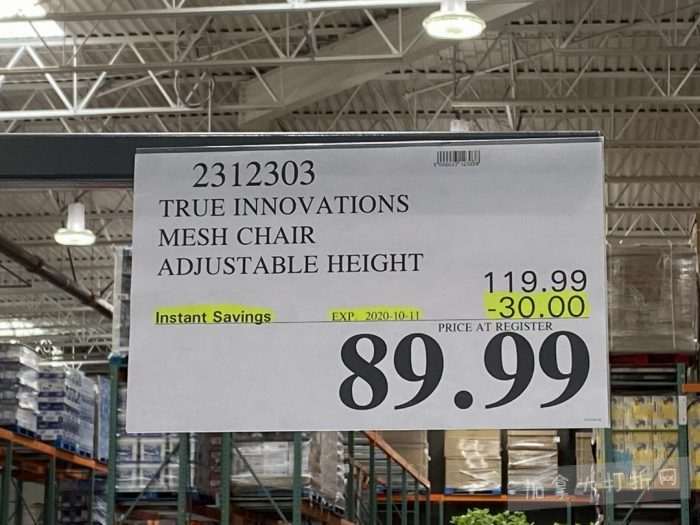 2312303
TRUE INNOVATIONS
MESH CHAIR
ADJUSTABLE HEIGHT
119.99
Instant Savings EXP. 2020-10-11 -30.00
PRICE AT REGISTER
89.99
加拿大打折网